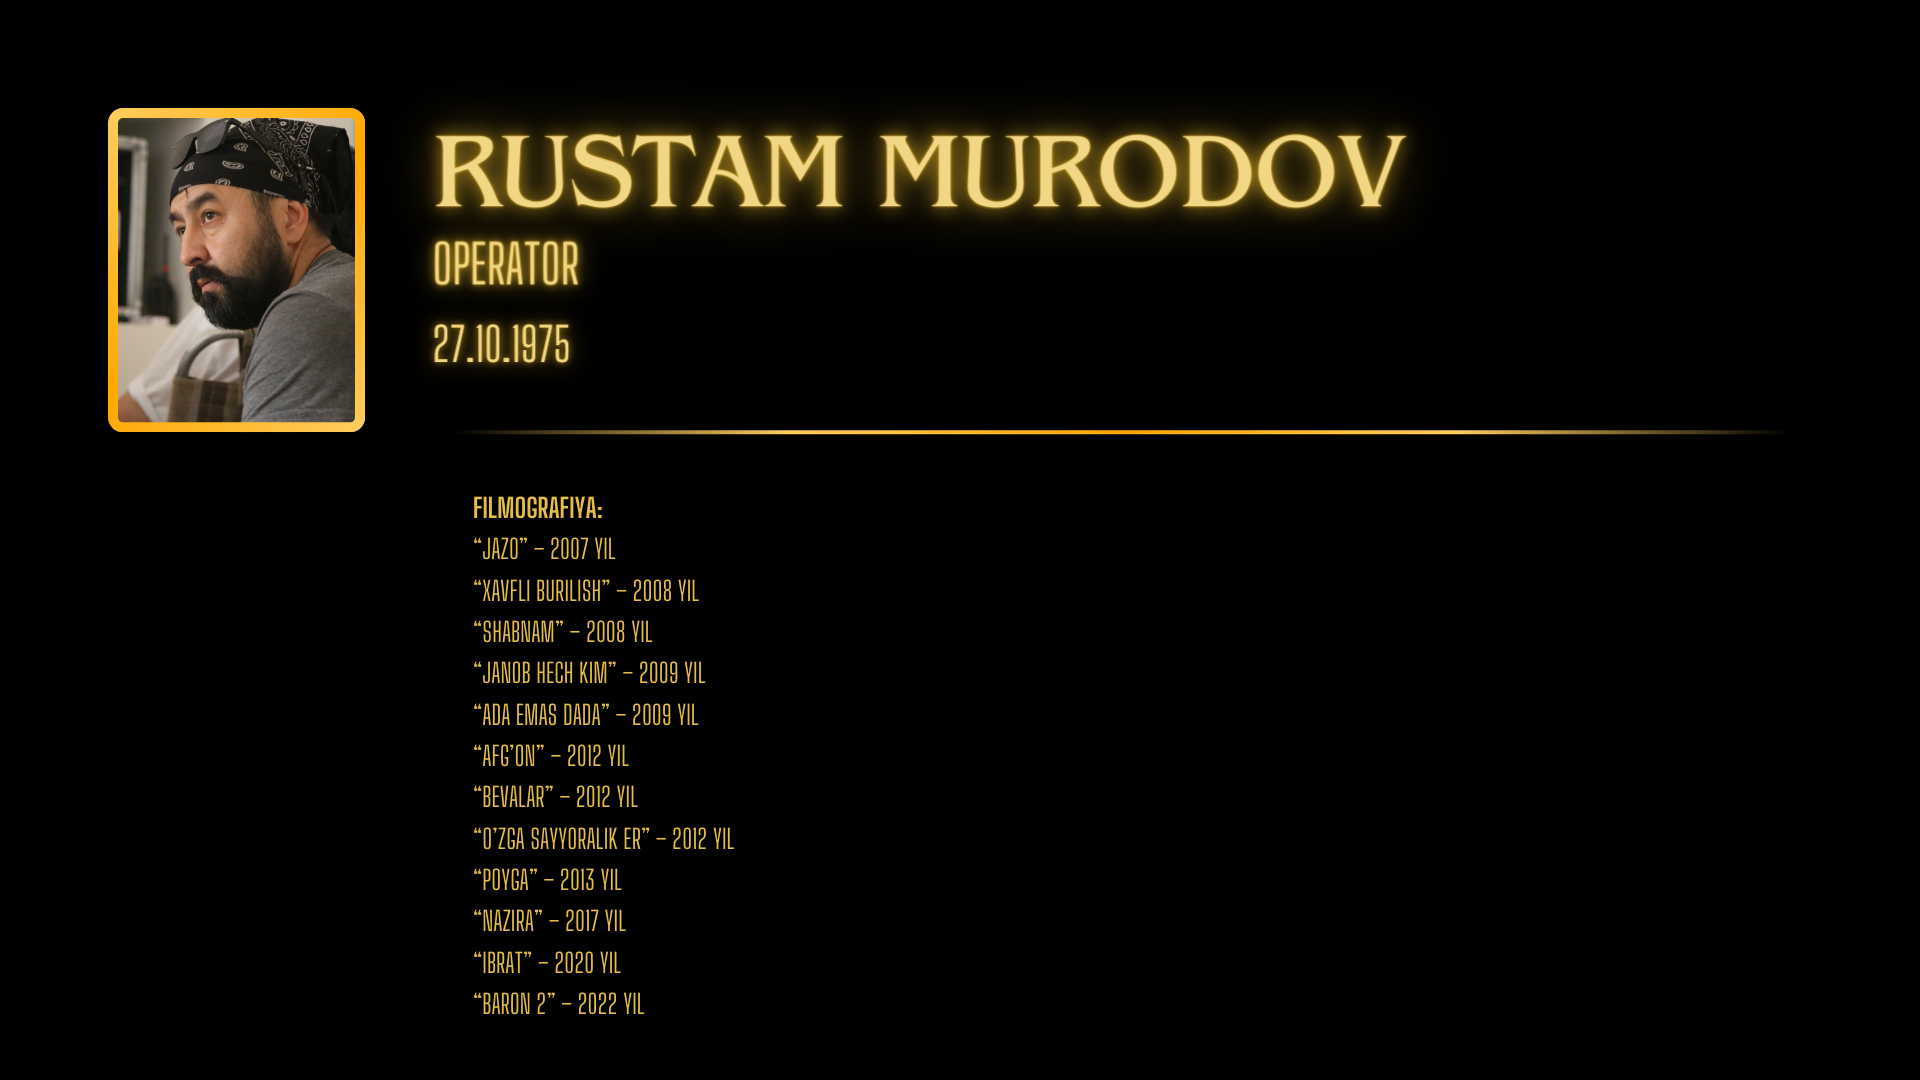 RUSTAM MURODOV
OPERATOR
27.10.1975
FILMOGRAFIYA:
“JAZO” – 2007 YIL
“XAVFLI BURILISH” – 2008 YIL
“SHABNAM” – 2008 YIL
“JANOB HECH KIM” – 2009 YIL
“ADA EMAS DADA” – 2009 YIL
“AFG’ON” – 2012 YIL
“BEVALAR” – 2012 YIL
“O’ZGA SAYYORALIK ER” – 2012 YIL
“POYGA” – 2013 YIL
“NAZIRA” – 2017 YIL
“IBRAT” – 2020 YIL
“BARON 2” – 2022 YIL